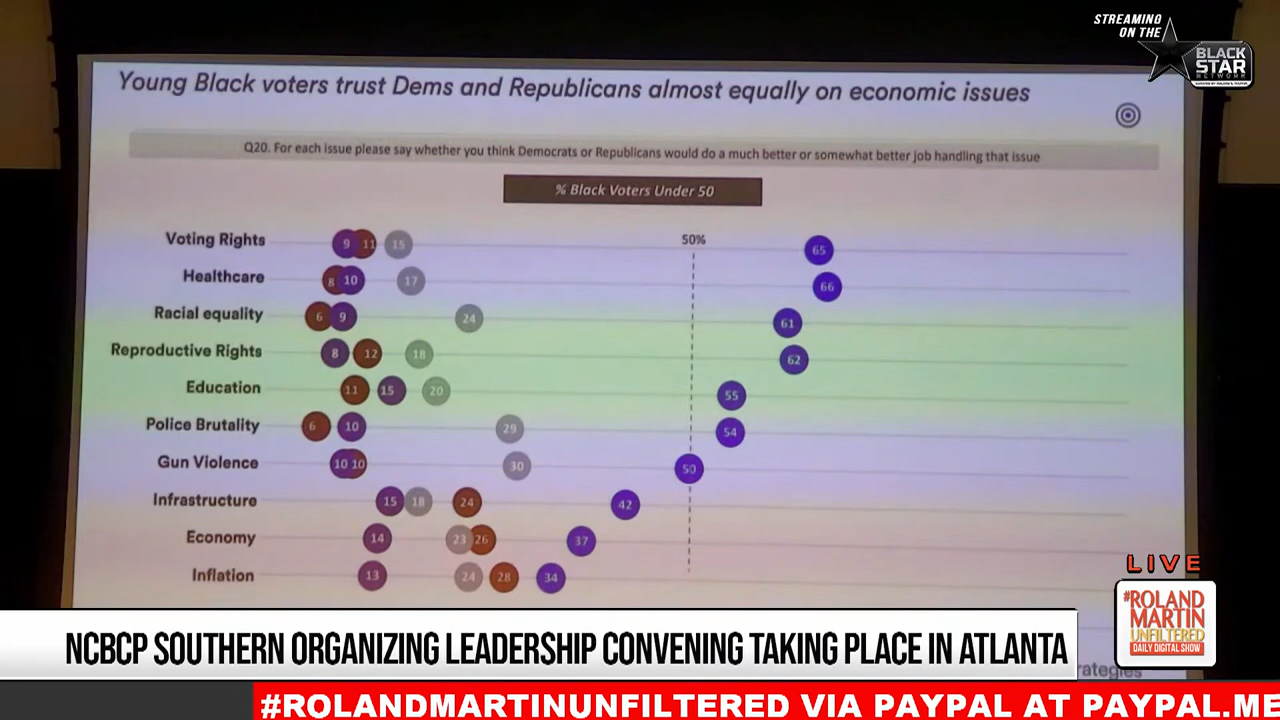 STREAMING
ON THE
BLACK
STAR
NETWORK
Young Black voters trust Dems and Republicans almost equally on economic issues
Q20. For each issue please say whether you think Democrats or Republicans would do a much better or somewhat better job handling that issue
% Black Voters Under 50
50%
Voting Rights 9 11 15 65
Healthcare 8 10 17 66
Racial equality 6 9 24 61
Reproductive Rights 8 12 18 62
Education 11 15 20 55
Police Brutality 6 10 29 54
Gun Violence 10 10 30 50
Infrastructure 15 18 24 42
Economy 14 23 26 37
Inflation 13 24 28 34
LIVE
#ROLAND
MARTIN
UNFILTERED
DAILY DIGITAL SHOW
NCBCP SOUTHERN ORGANIZING LEADERSHIP CONVENING TAKING PLACE IN ATLANTA
rategies
#ROLANDMARTINUNFILTERED VIA PAYPAL AT PAYPAL.ME